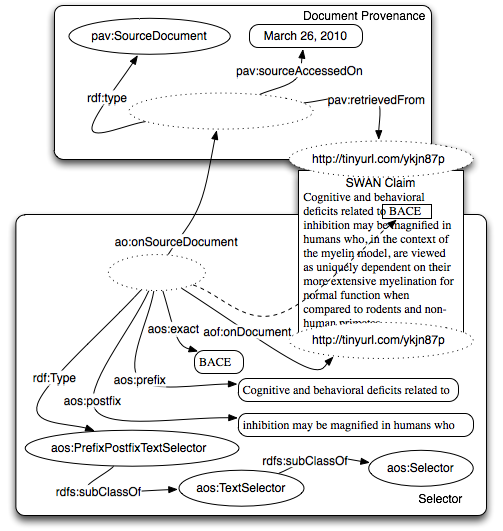 Document Provenance
pav:SourceDocument
March 26, 2010
pav:sourceAccessedOn
rdf:type
pav:retrievedFrom
http://tinyurl.com/ykjn87p
SWAN Claim
Cognitive and behavioral
deficits related to BACE
inhibition may be magnified in
humans who, in the context of
the myelin model, are viewed
as uniquely dependent on their
more extensive myelination for
normal function when
compared to rodents and non-
human primates
http://tinyurl.com/ykjn87p
ao:onSourceDocument
aos:exact
aof:onDocument
BACE
aos:prefix
rdf:Type
aos:postfix
Cognitive and behavioral deficits related to
inhibition may be magnified in humans who
aos:PrefixPostfixTextSelector
rdfs:subClassOf
aos:TextSelector
rdfs:subClassOf
aos:Selector
Selector